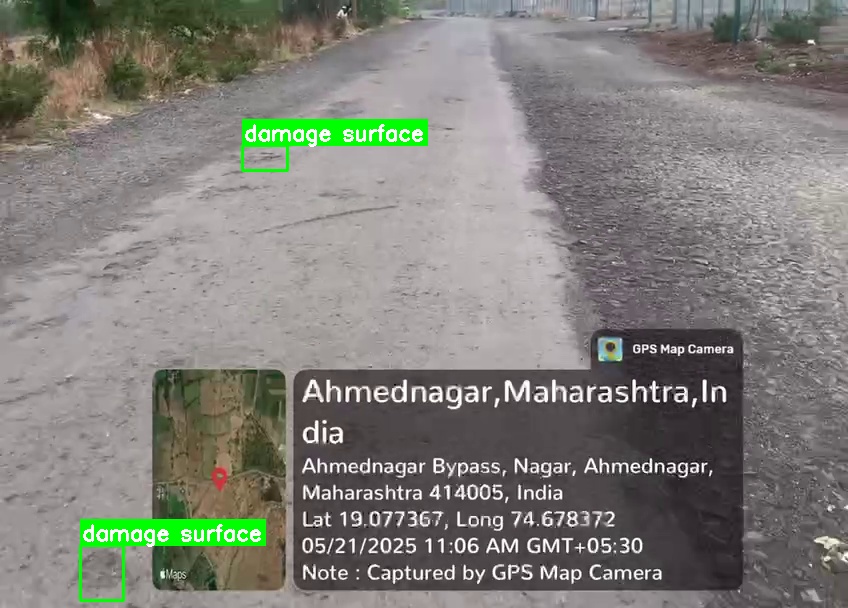 damage surface
GPS Map Camera
Ahmednagar,Maharashtra,In
dia
Ahmednagar Bypass, Nagar, Ahmednagar,
Maharashtra 414005, India
Lat 19.077367, Long 74.678372
damage surface
05/21/2025 11:06 AM GMT+05:30
Maps
Note : Captured by GPS Map Camera